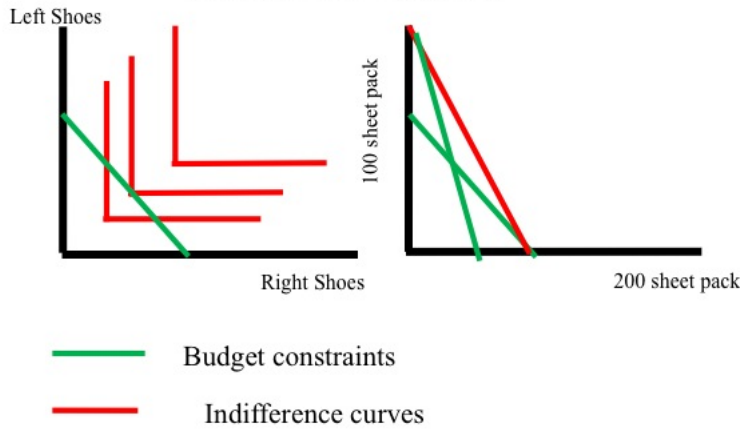 Left Shoes
100 sheet pack
Right Shoes
200 sheet pack
Budget constraints
Indifference curves